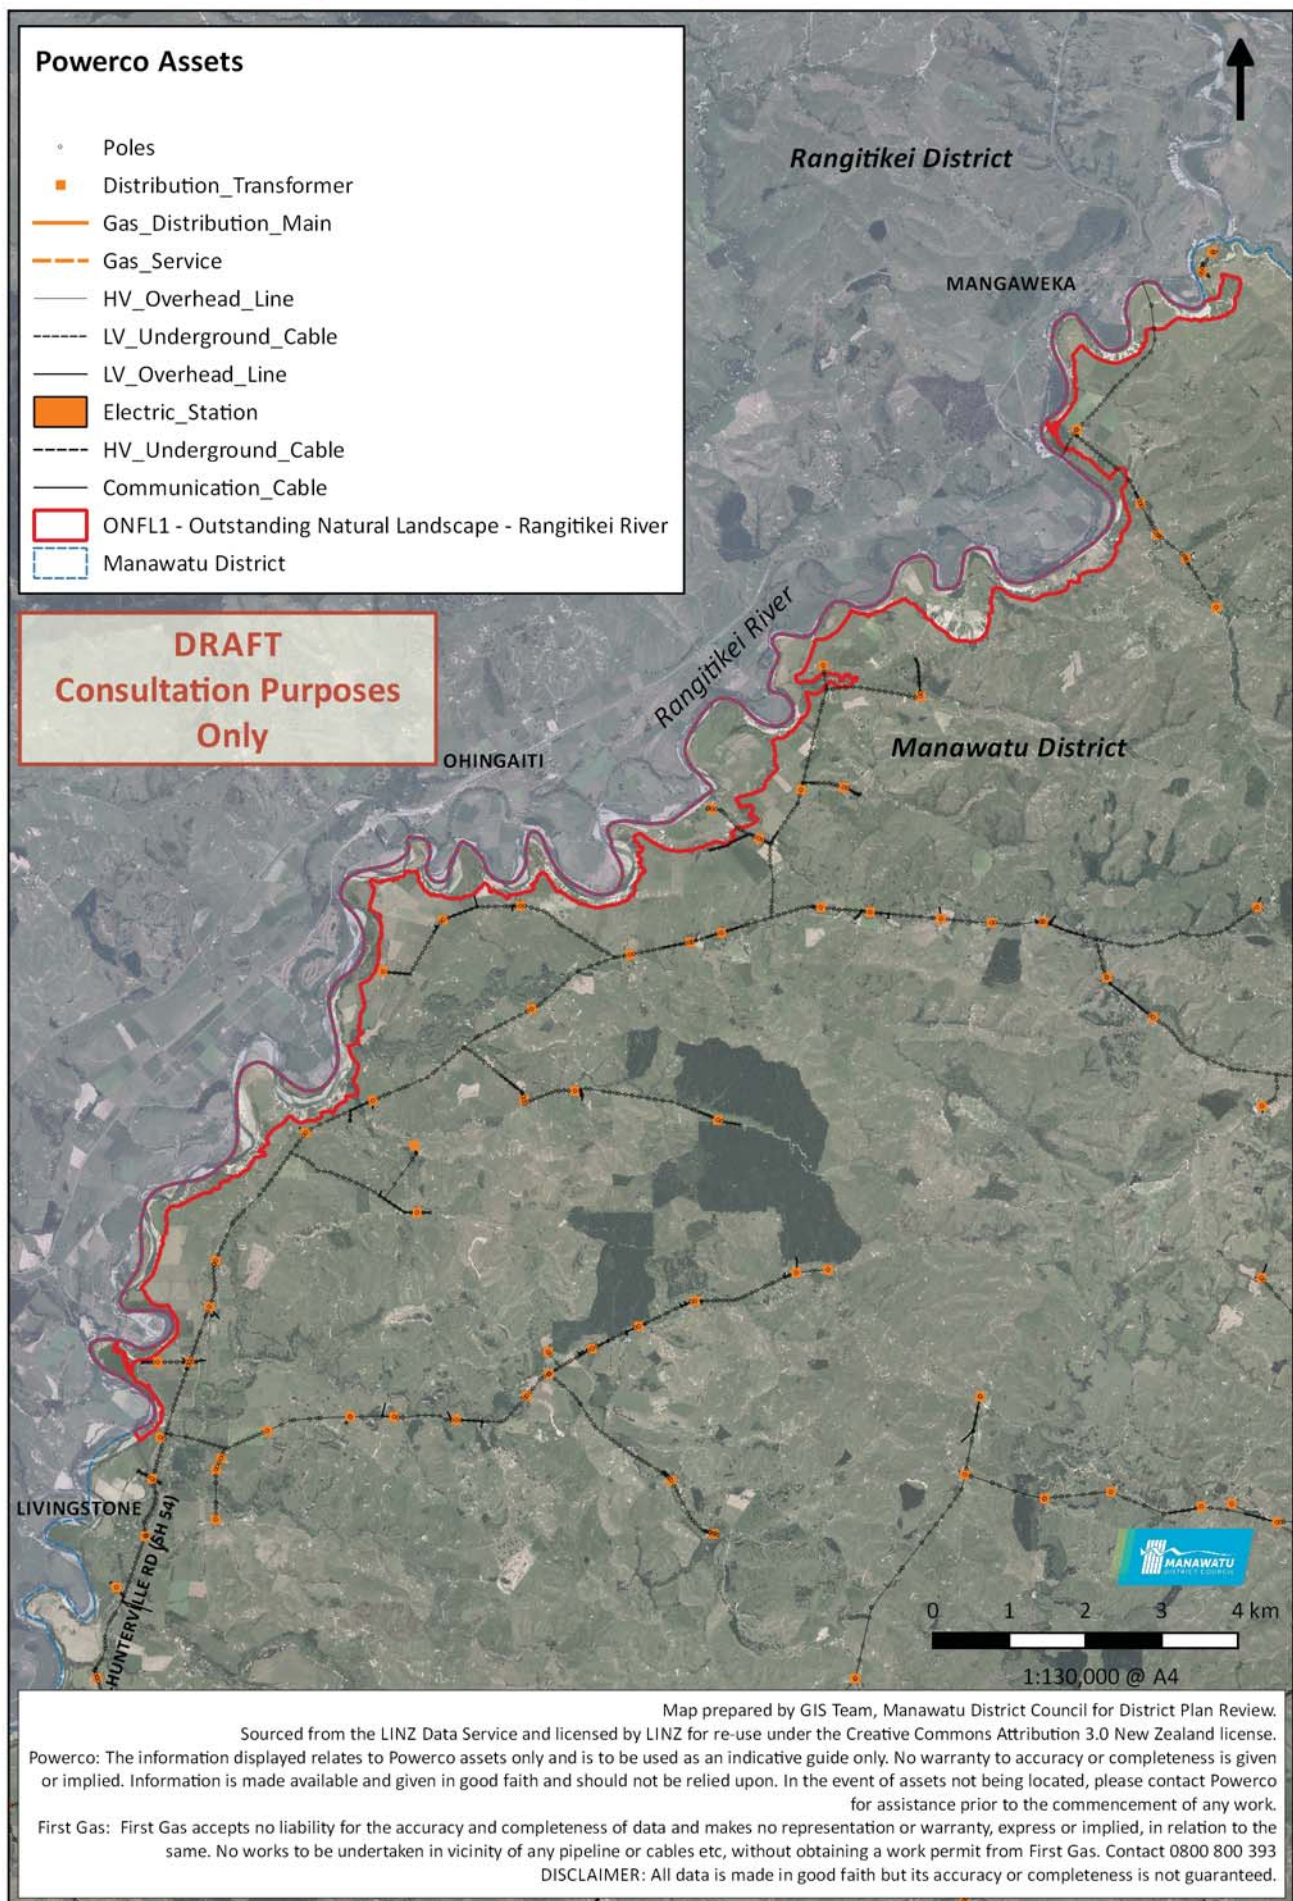 Powerco Assets
Poles
Distribution_Transformer
Gas_Distribution_Main
Gas_Service
HV_Overhead_Line
LV_Underground_Cable
LV_Overhead_Line
Electric_Station
HV_Underground_Cable
Communication_Cable
ONFL1 - Outstanding Natural Landscape - Rangitikei River
Manawatu District
DRAFT
Consultation Purposes
Only
Rangitikei District
MANGAWEKA
Rangitikei River
Manawatu District
OHINGAITI
LIVINGSTONE
HUNTERVILLE RD (SH 54)
MANAWATU
DISTRICT COUNCIL
0 1 2 3 4 km
1:130,000 @ A4
Map prepared by GIS Team, Manawatu District Council for District Plan Review.
Sourced from the LINZ Data Service and licensed by LINZ for re-use under the Creative Commons Attribution 3.0 New Zealand license.
Powerco: The information displayed relates to Powerco assets only and is to be used as an indicative guide only. No warranty to accuracy or completeness is given
or implied. Information is made available and given in good faith and should not be relied upon. In the event of assets not being located, please contact Powerco
for assistance prior to the commencement of any work.
First Gas: First Gas accepts no liability for the accuracy and completeness of data and makes no representation or warranty, express or implied, in relation to the
same. No works to be undertaken in vicinity of any pipeline or cables etc, without obtaining a work permit from First Gas. Contact 0800 800 393
DISCLAIMER: All data is made in good faith but its accuracy or completeness is not guaranteed.